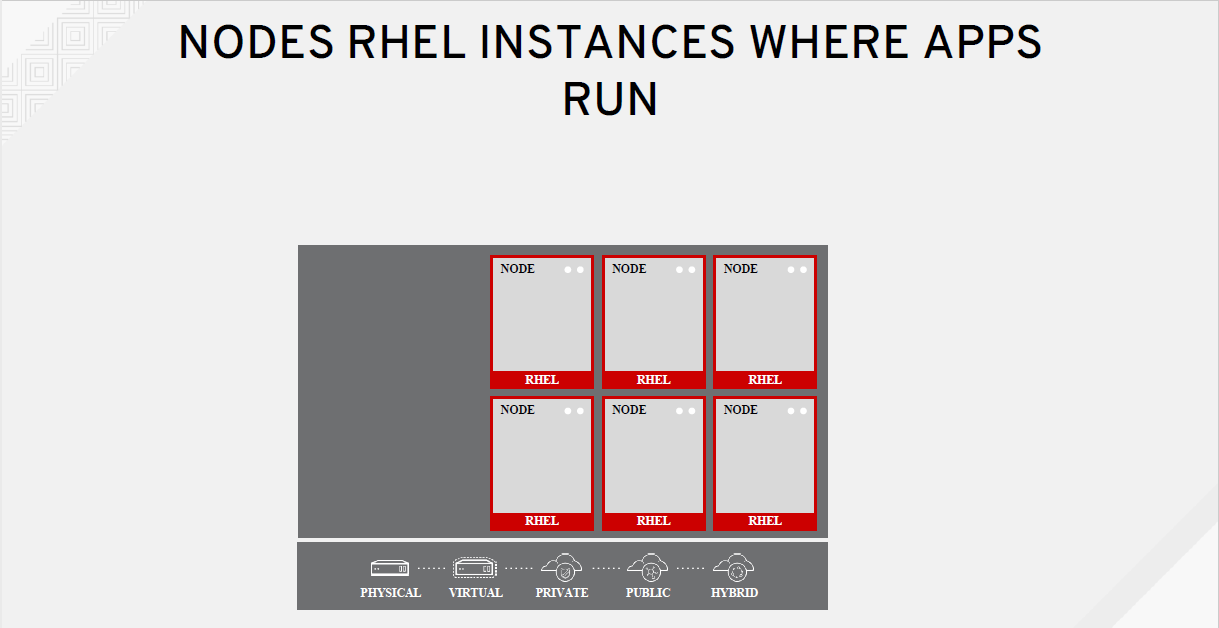 NODES RHEL INSTANCES WHERE APPS
RUN
NODE NODE NODE
RHEL RHEL RHEL
NODE NODE NODE
RHEL RHEL RHEL
PHYSICAL VIRTUAL PRIVATE PUBLIC HYBRID